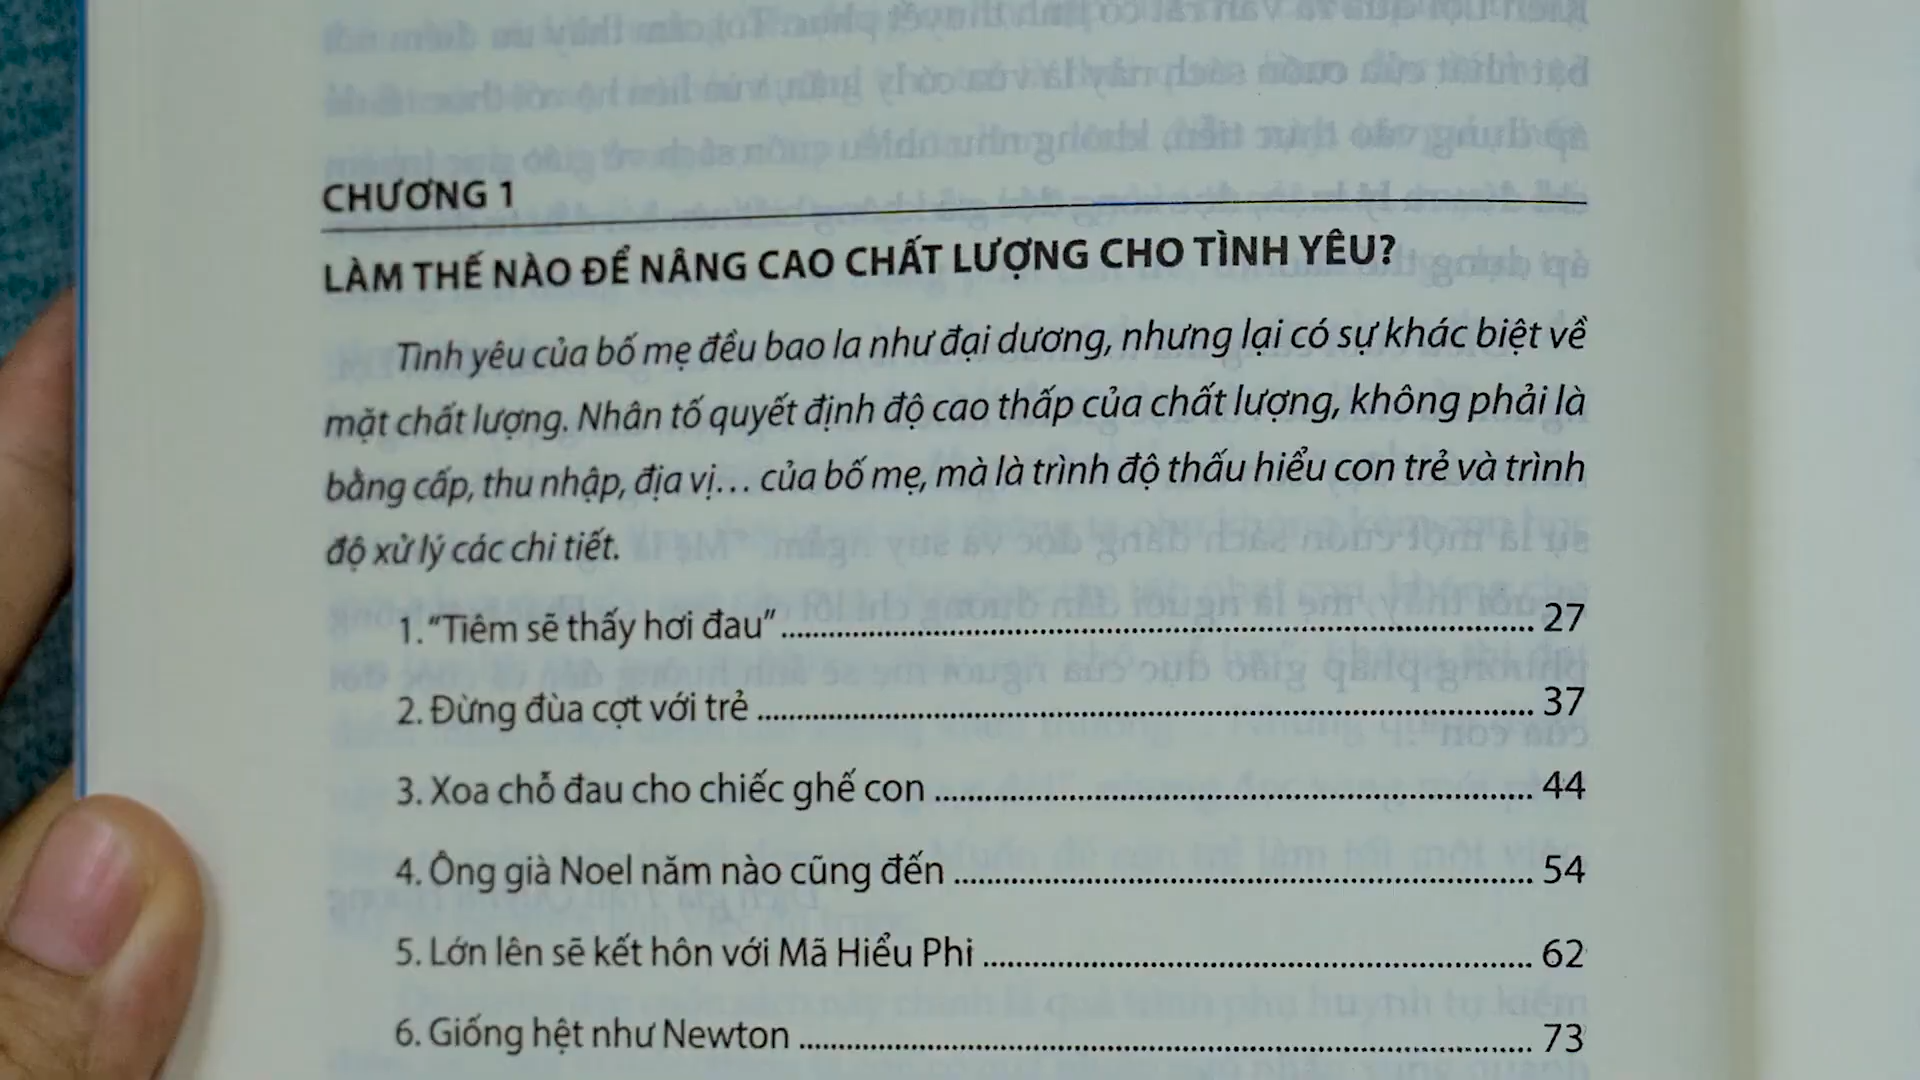 CHƯƠNG 1
LÀM THẾ NÀO ĐỂ NÂNG CAO CHẤT LƯỢNG CHO TÌNH YÊU?
Tình yêu của bố mẹ đều bao la như đại dương, nhưng lại có sự khác biệt về
mặt chất lượng. Nhân tố quyết định độ cao thấp của chất lượng, không phải là
bằng cấp, thu nhập, địa vị... của bố mẹ, mà là trình độ thấu hiểu con trẻ và trình
độ xử lý các chi tiết.
1. "Tiêm sẽ thấy hơi đau" ........ 27
2. Đừng đùa cợt với trẻ ........ 37
3. Xoa chỗ đau cho chiếc ghế con ........ 44
4. Ông già Noel năm nào cũng đến ........ 54
5. Lớn lên sẽ kết hôn với Mã Hiểu Phi ........ 62
6. Giống hệt như Newton ........ 73